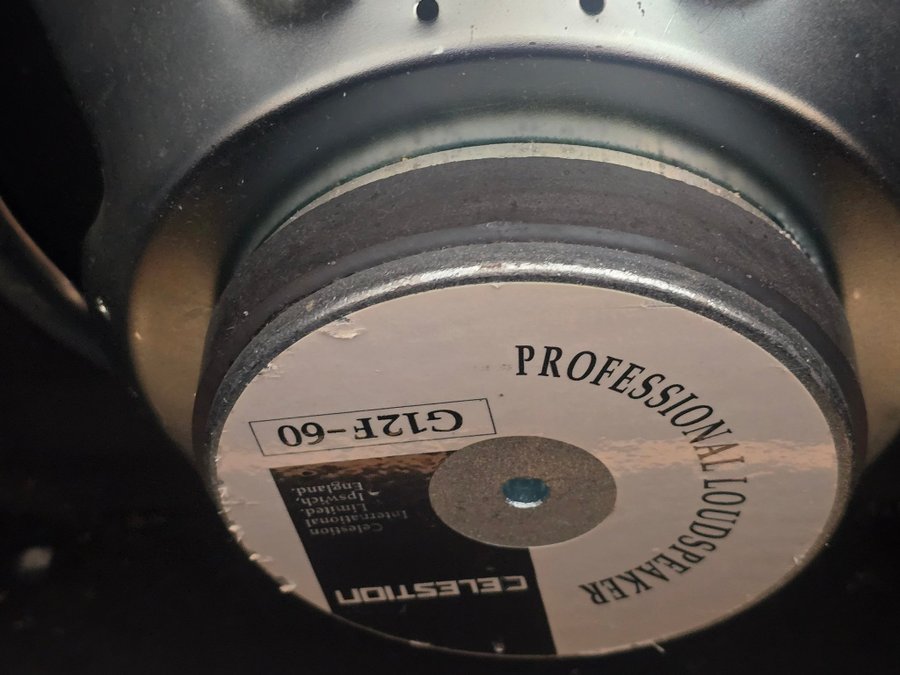 PROFESSIONAL LOUDSPEAKER
G12F-60
CELESTION
Celestion
International
Limited.
Ipswich,
England.